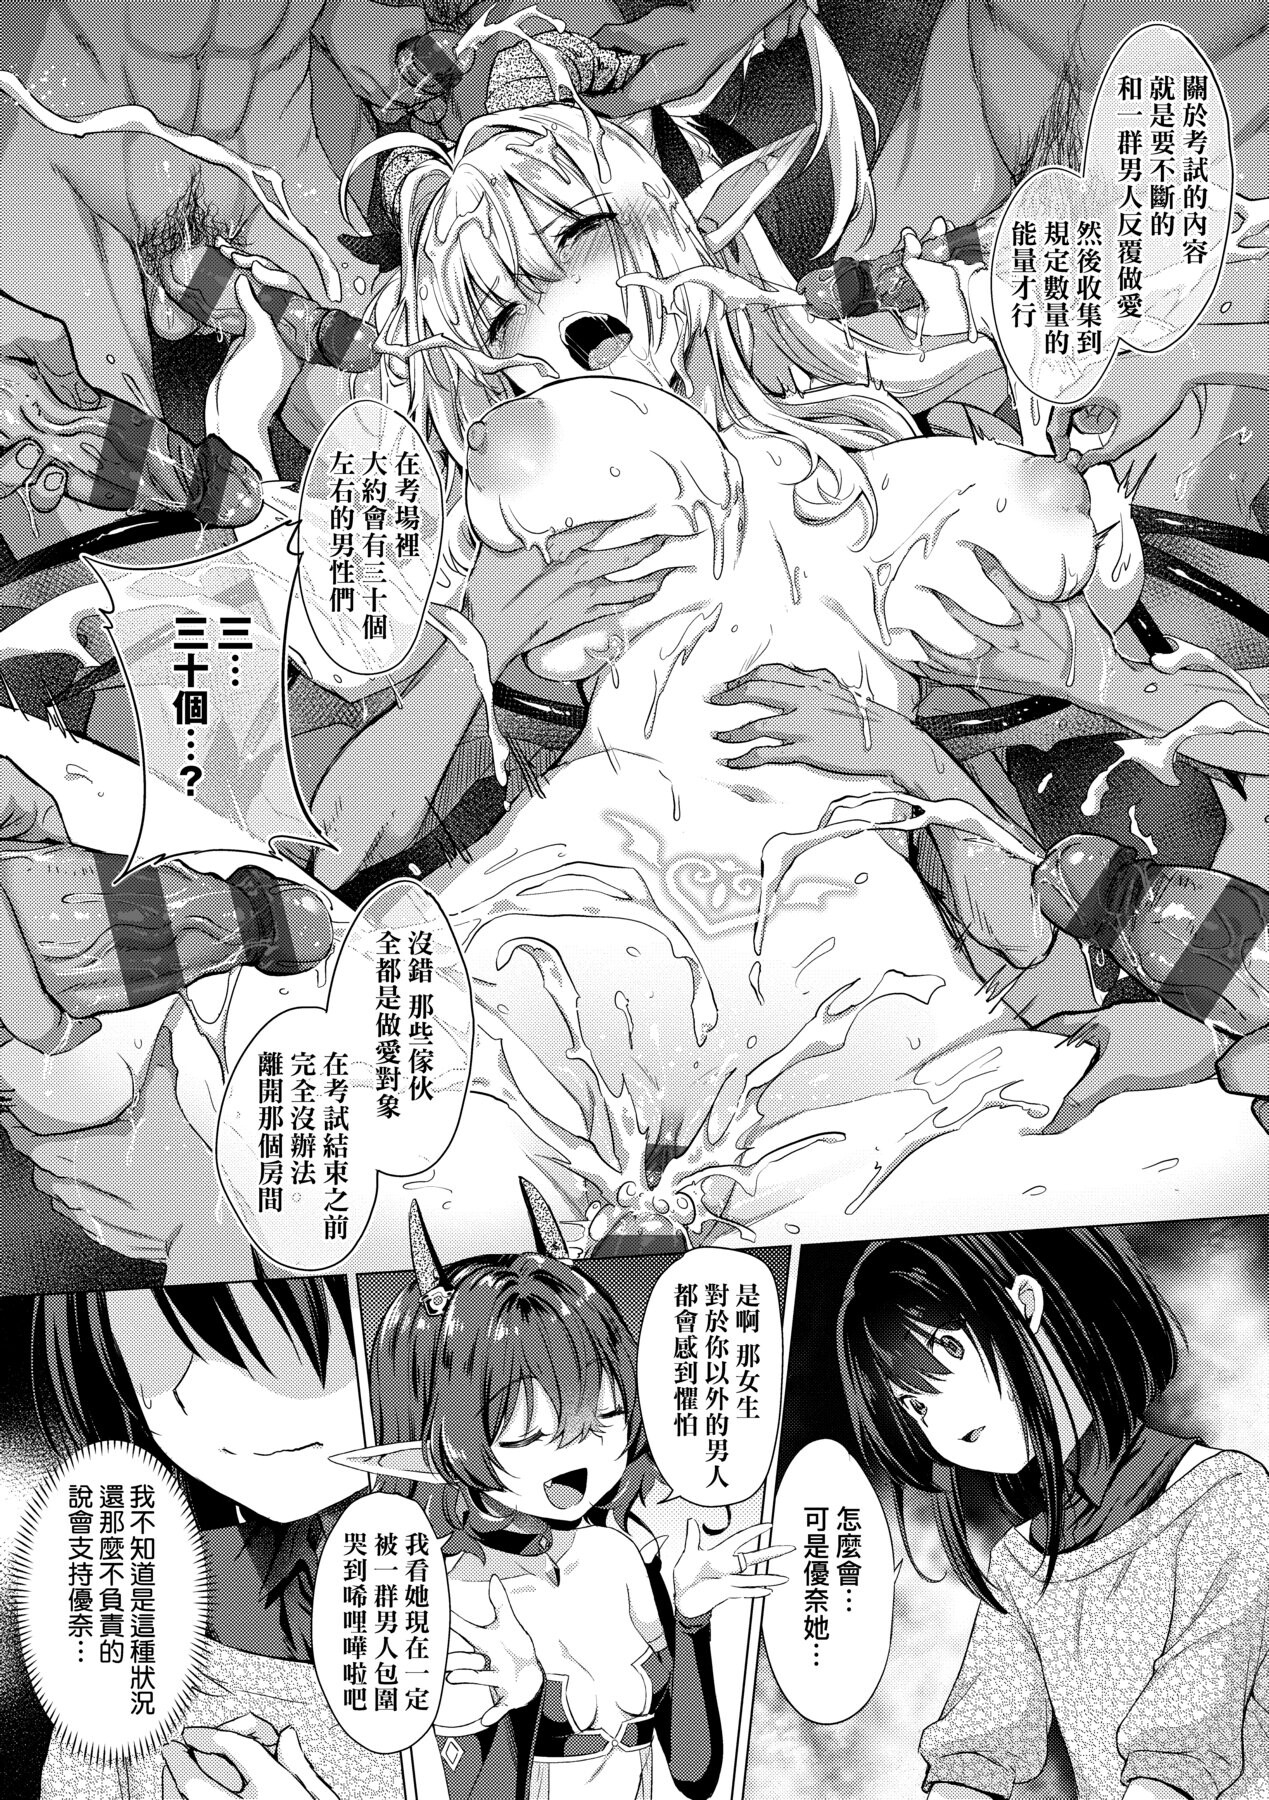 關於考試的內容
就是要不斷的
和一群男人反覆做愛
然後收集到
規定數量的
能量才行
在考場裡
大約會有三十個
左右的男性們
三…
三十個…?
沒錯 那些傢伙
全都是做愛對象
在考試結束之前
完全沒辦法
離開那個房間
怎麼會…
可是優奈她…
是啊 那女生
對於你以外的男人
都會感到懼怕
我看她現在一定
被一群男人包圍
哭到唏哩嘩啦吧
我不知道是這種狀況
還那麼不負責的
說會支持優奈…